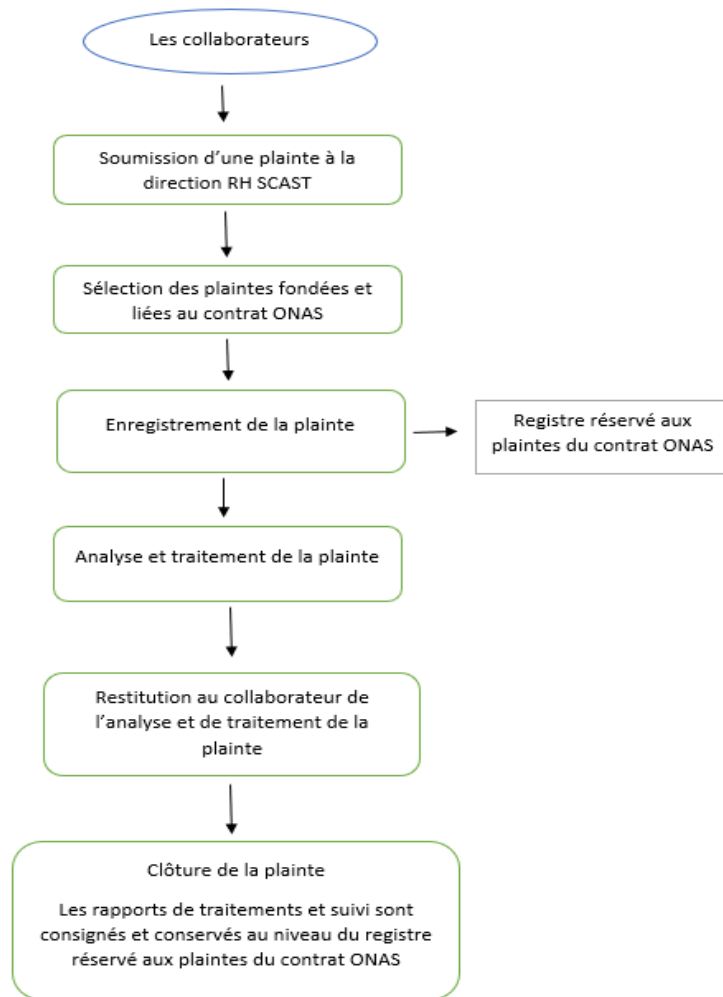 Les collaborateurs
Soumission d’une plainte à la
direction RH SCAST
Sélection des plaintes fondées et
liées au contrat ONAS
Enregistrement de la plainte
Registre réservé aux
plaintes du contrat ONAS
Analyse et traitement de la plainte
Restitution au collaborateur de
l’analyse et de traitement de la
plainte
Clôture de la plainte
Les rapports de traitements et suivi sont
consignés et conservés au niveau du registre
réservé aux plaintes du contrat ONAS